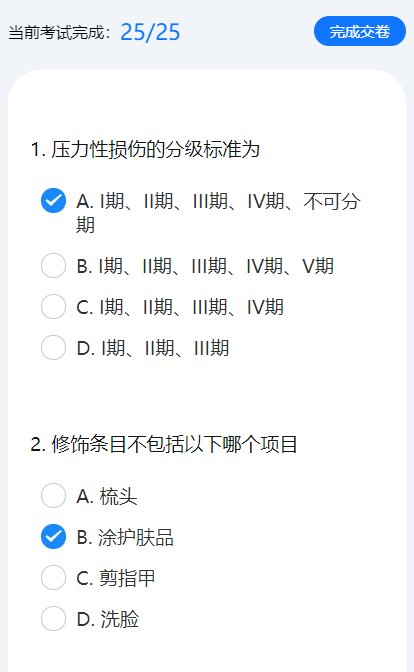 当前考试完成：25/25
完成交卷
1. 压力性损伤的分级标准为
A. I期、II期、III期、IV期、不可分
期
B. I期、II期、III期、IV期、V期
C. I期、II期、III期、IV期
D. I期、II期、III期
2. 修饰条目不包括以下哪个项目
A. 梳头
B. 涂护肤品
C. 剪指甲
D. 洗脸